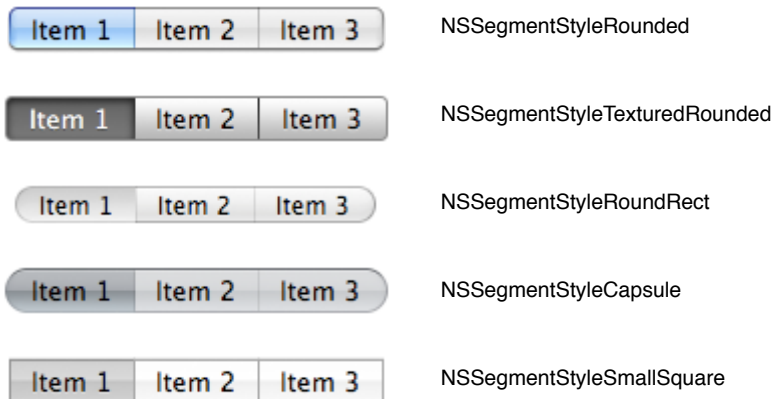 Item 1 Item 2 Item 3 NSSegmentStyleRounded
Item 1 Item 2 Item 3 NSSegmentStyleTexturedRounded
Item 1 Item 2 Item 3 NSSegmentStyleRoundRect
Item 1 Item 2 Item 3 NSSegmentStyleCapsule
Item 1 Item 2 Item 3 NSSegmentStyleSmallSquare